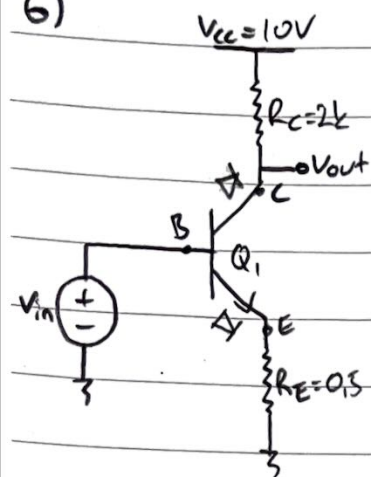 6)
Vcc=10V
RC=2k
Vout
C
B
Q1
Vin
+
-
E
RE=0,5